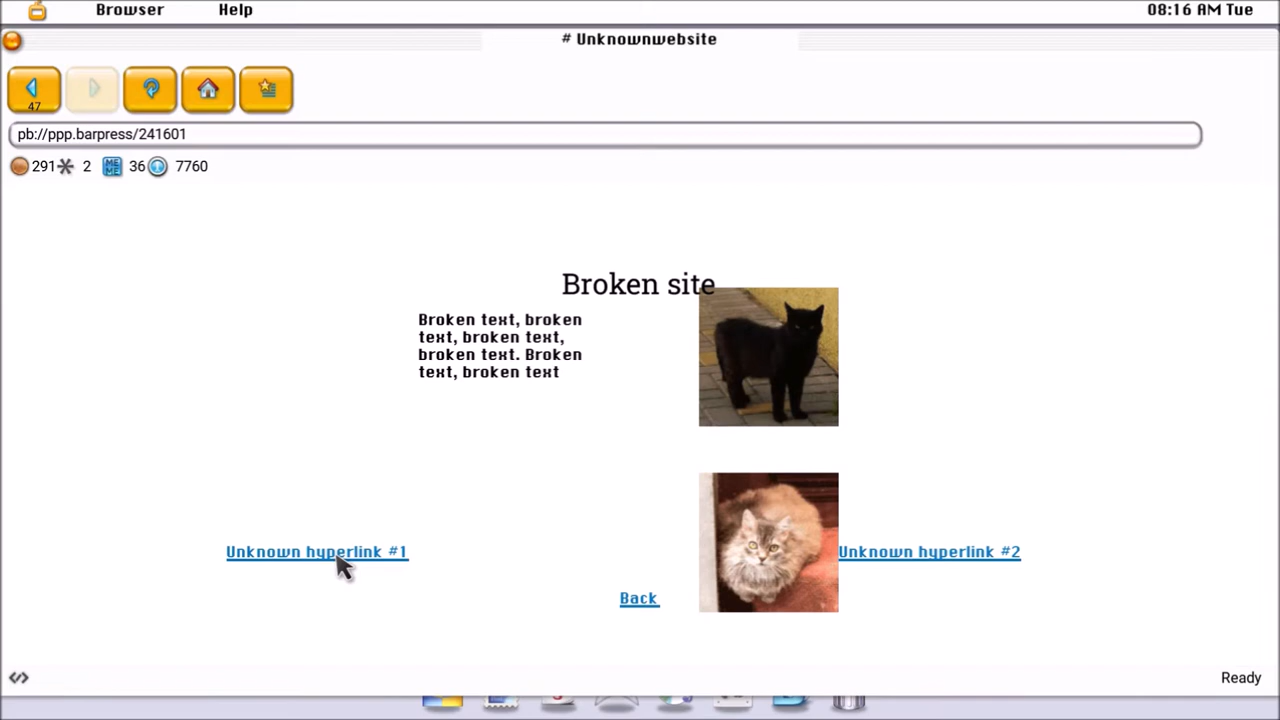 Browser Help 08:16 AM Tue
# Unknownwebsite
47
pb://ppp.barpress/241601
291 2 ME ME 36 7760
Broken site
Broken text, broken
text, broken text,
broken text. Broken
text, broken text
Unknown hyperlink #1
Unknown hyperlink #2
Back
Ready